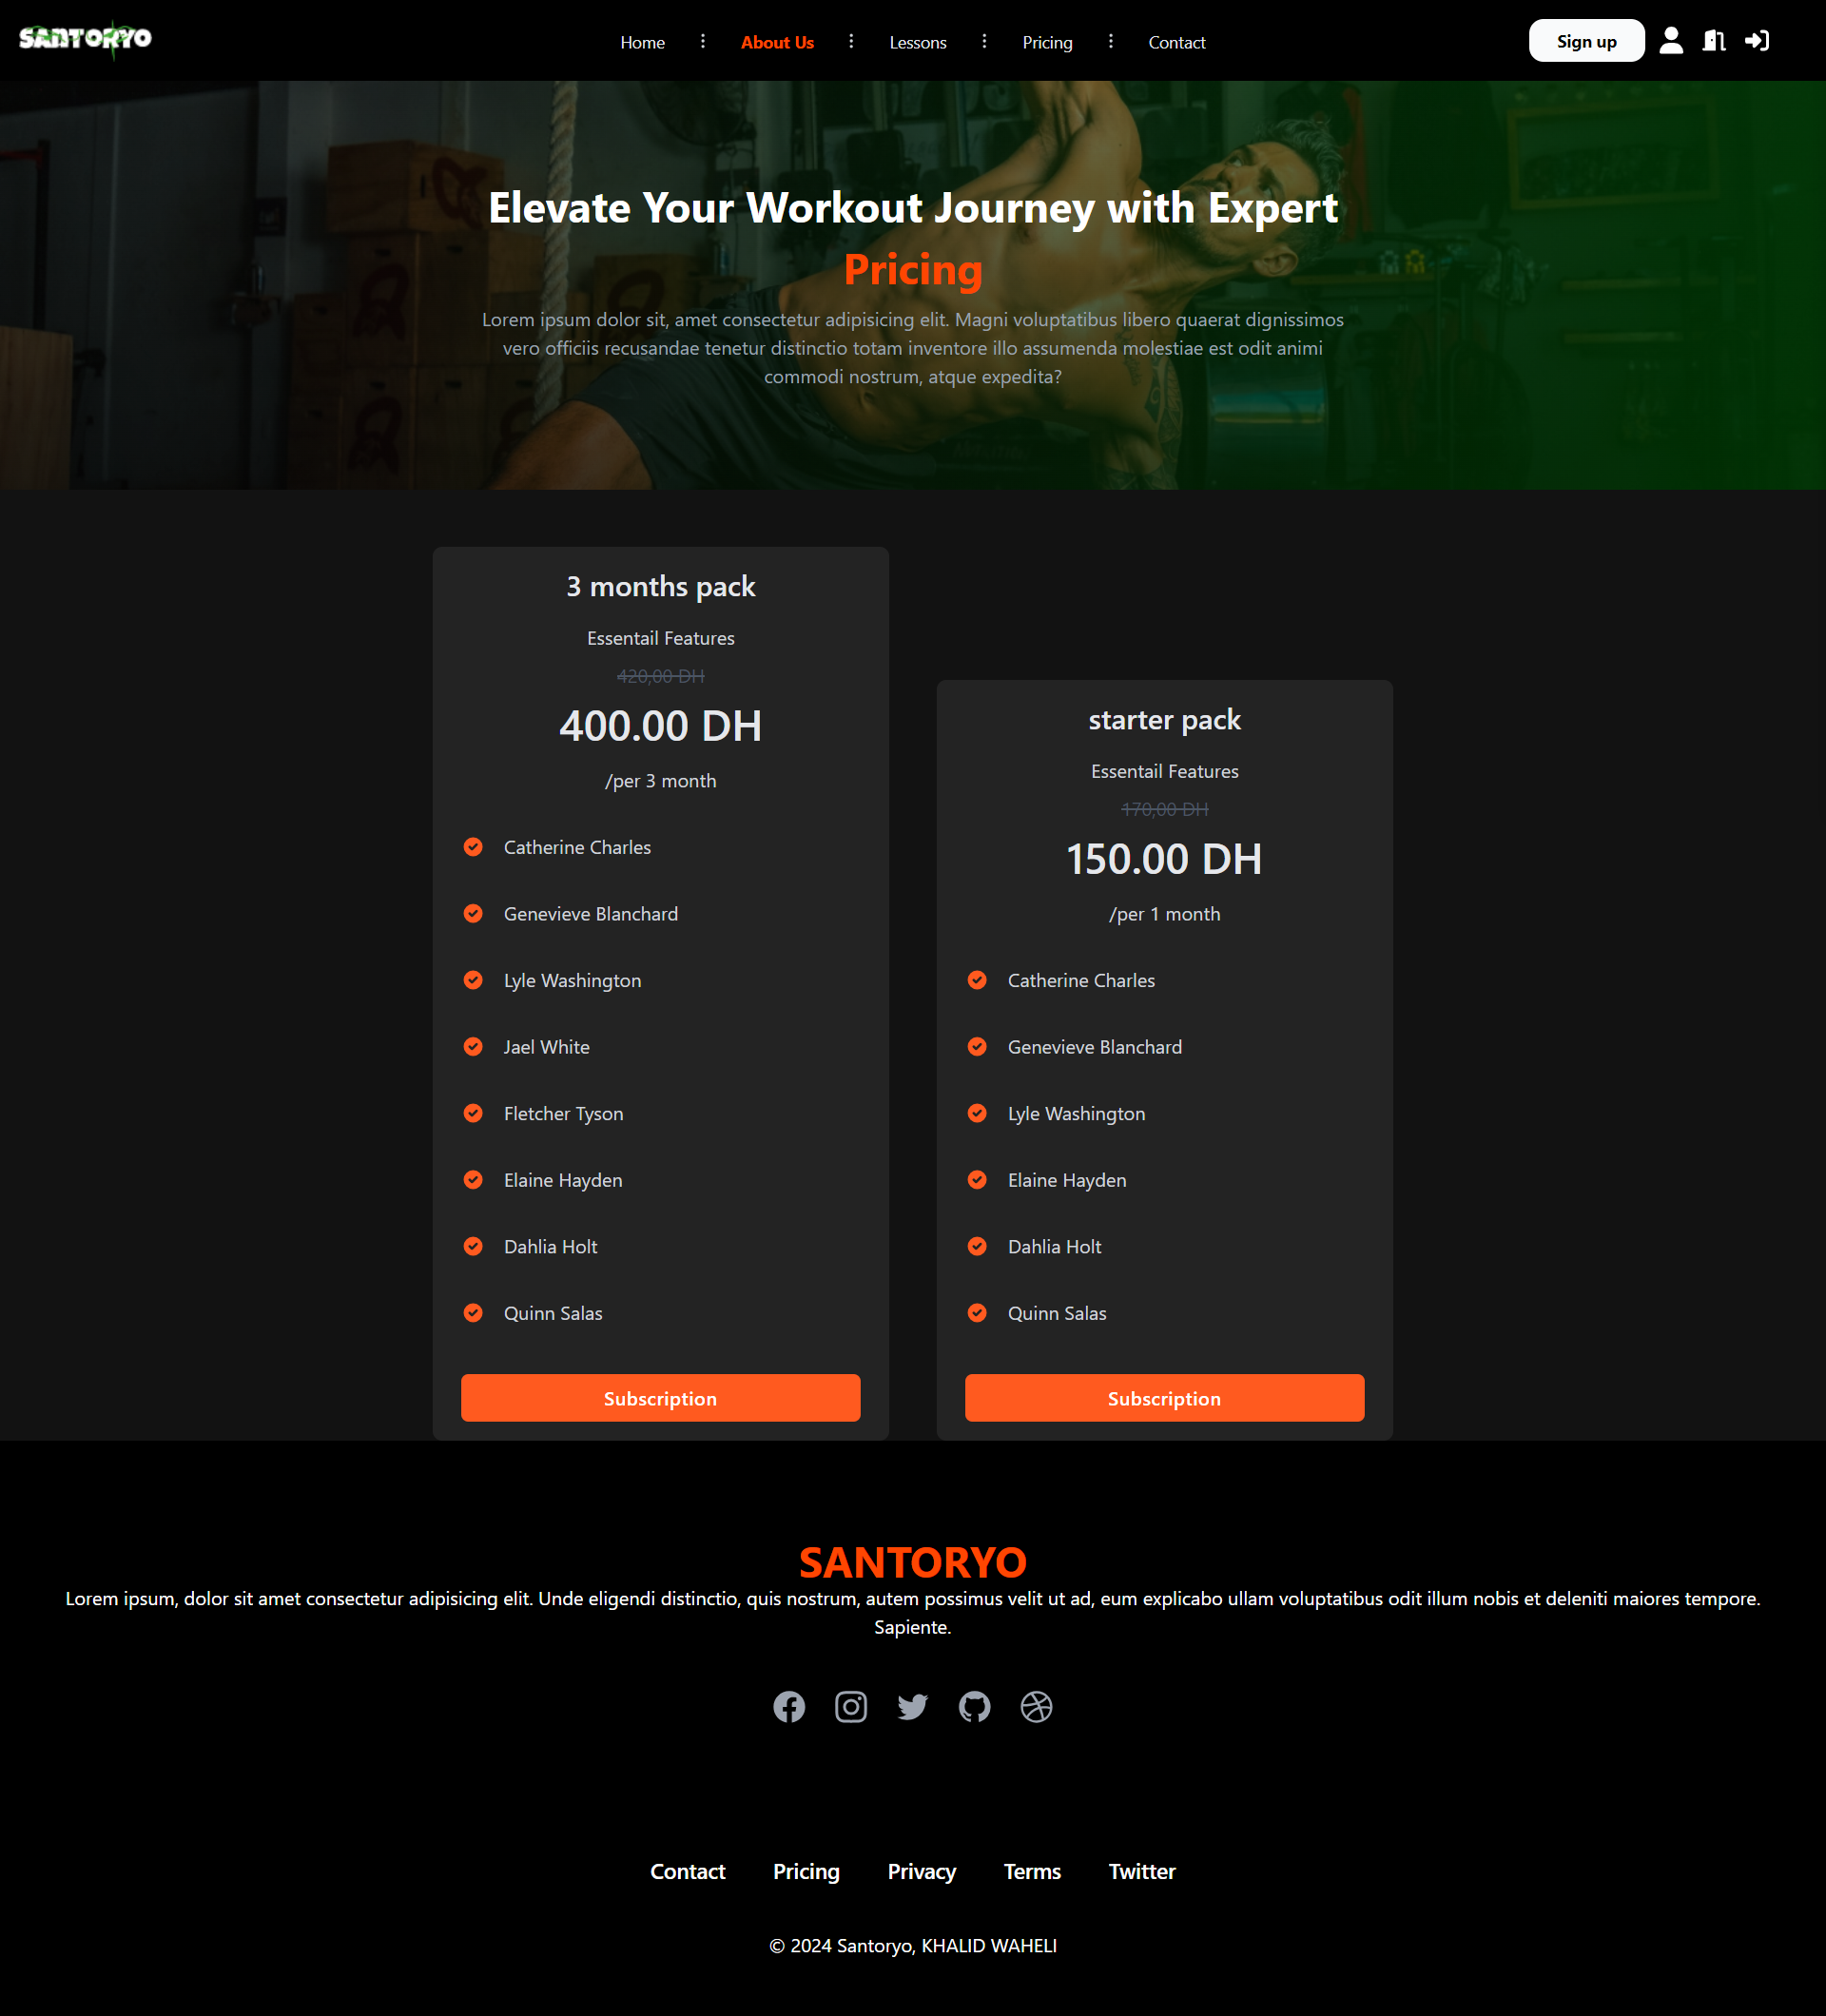 SANTORYO
Home
About Us
Lessons
Pricing
Contact
Sign up
Elevate Your Workout Journey with Expert
Pricing
Lorem ipsum dolor sit, amet consectetur adipisicing elit. Magni voluptatibus libero quaerat dignissimos
vero officiis recusandae tenetur distinctio totam inventore illo assumenda molestiae est odit animi
commodi nostrum, atque expedita?
3 months pack
Essentail Features
420,00 DH
400.00 DH
/per 3 month
Catherine Charles
Genevieve Blanchard
Lyle Washington
Jael White
Fletcher Tyson
Elaine Hayden
Dahlia Holt
Quinn Salas
Subscription
starter pack
Essentail Features
170,00 DH
150.00 DH
/per 1 month
Catherine Charles
Genevieve Blanchard
Lyle Washington
Elaine Hayden
Dahlia Holt
Quinn Salas
Subscription
SANTORYO
Lorem ipsum, dolor sit amet consectetur adipisicing elit. Unde eligendi distinctio, quis nostrum, autem possimus velit ut ad, eum explicabo ullam voluptatibus odit illum nobis et deleniti maiores tempore.
Sapiente.
Contact
Pricing
Privacy
Terms
Twitter
© 2024 Santoryo, KHALID WAHELI